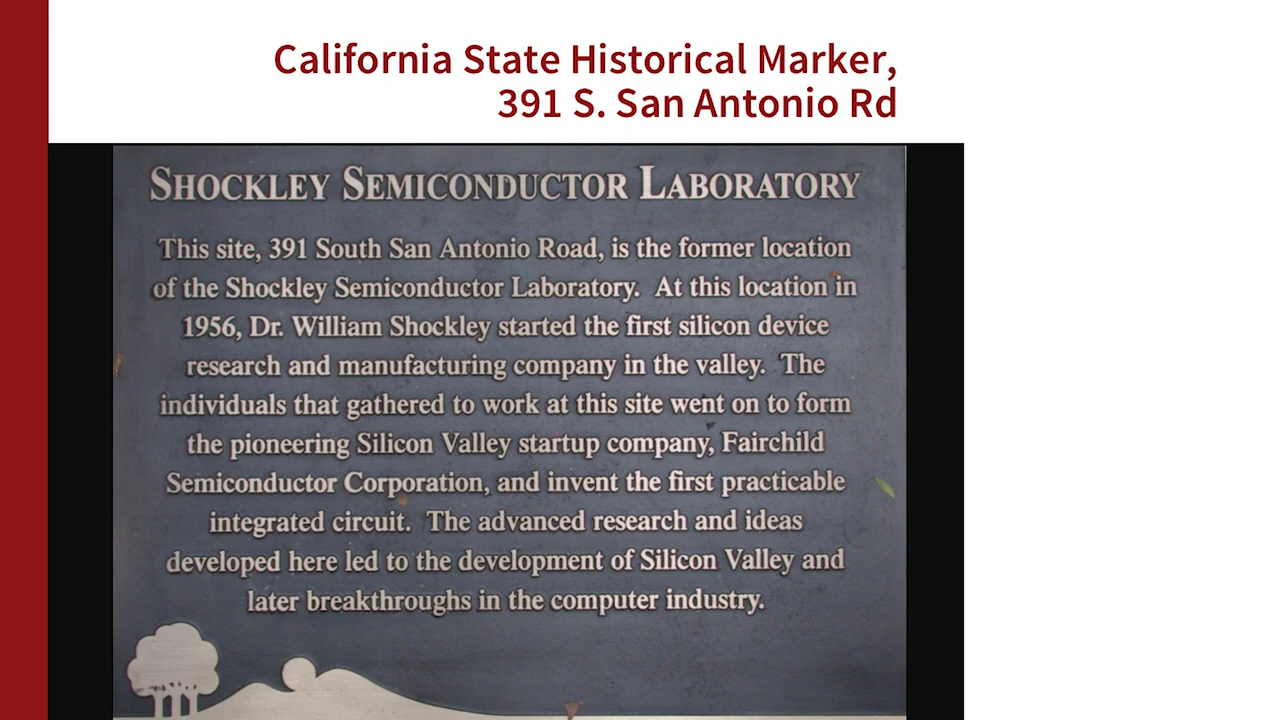 California State Historical Marker,
391 S. San Antonio Rd
SHOCKLEY SEMICONDUCTOR LABORATORY
This site, 391 South San Antonio Road, is the former location
of the Shockley Semiconductor Laboratory. At this location in
1956, Dr. William Shockley started the first silicon device
research and manufacturing company in the valley. The
individuals that gathered to work at this site went on to form
the pioneering Silicon Valley startup company, Fairchild
Semiconductor Corporation, and invent the first practicable
integrated circuit. The advanced research and ideas
developed here led to the development of Silicon Valley and
later breakthroughs in the computer industry.